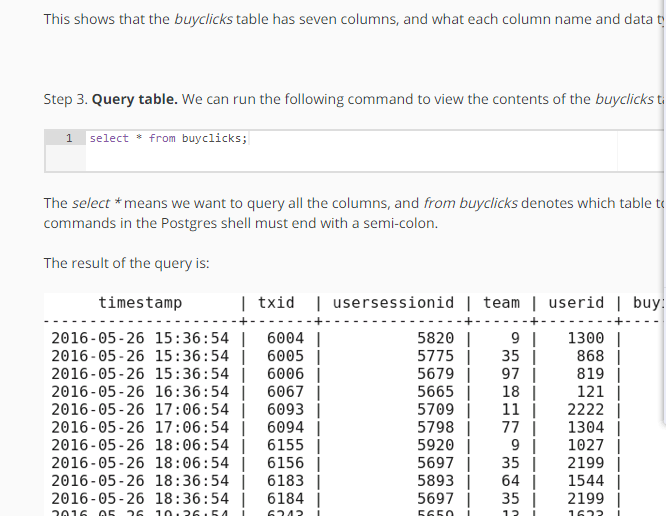 This shows that the buyclicks table has seven columns, and what each column name and data
Step 3. Query table. We can run the following command to view the contents of the buyclicks
1 select * from buyclicks;
The select * means we want to query all the columns, and from buyclicks denotes which table
commands in the Postgres shell must end with a semi-colon.
The result of the query is:
timestamp | txid | usersessionid | team | userid |
---------------------+------+---------------+------+--------+----
2016-05-26 15:36:54 | 6004 | 5820 | 9 | 1300 |
2016-05-26 15:36:54 | 6005 | 5775 | 35 | 868 |
2016-05-26 15:36:54 | 6006 | 5679 | 97 | 819 |
2016-05-26 16:36:54 | 6067 | 5665 | 18 | 121 |
2016-05-26 17:06:54 | 6093 | 5709 | 11 | 2222 |
2016-05-26 17:06:54 | 6094 | 5798 | 77 | 1304 |
2016-05-26 18:06:54 | 6155 | 5920 | 9 | 1027 |
2016-05-26 18:06:54 | 6156 | 5697 | 35 | 2199 |
2016-05-26 18:36:54 | 6183 | 5893 | 64 | 1544 |
2016-05-26 18:36:54 | 6184 | 5697 | 35 | 2199 |